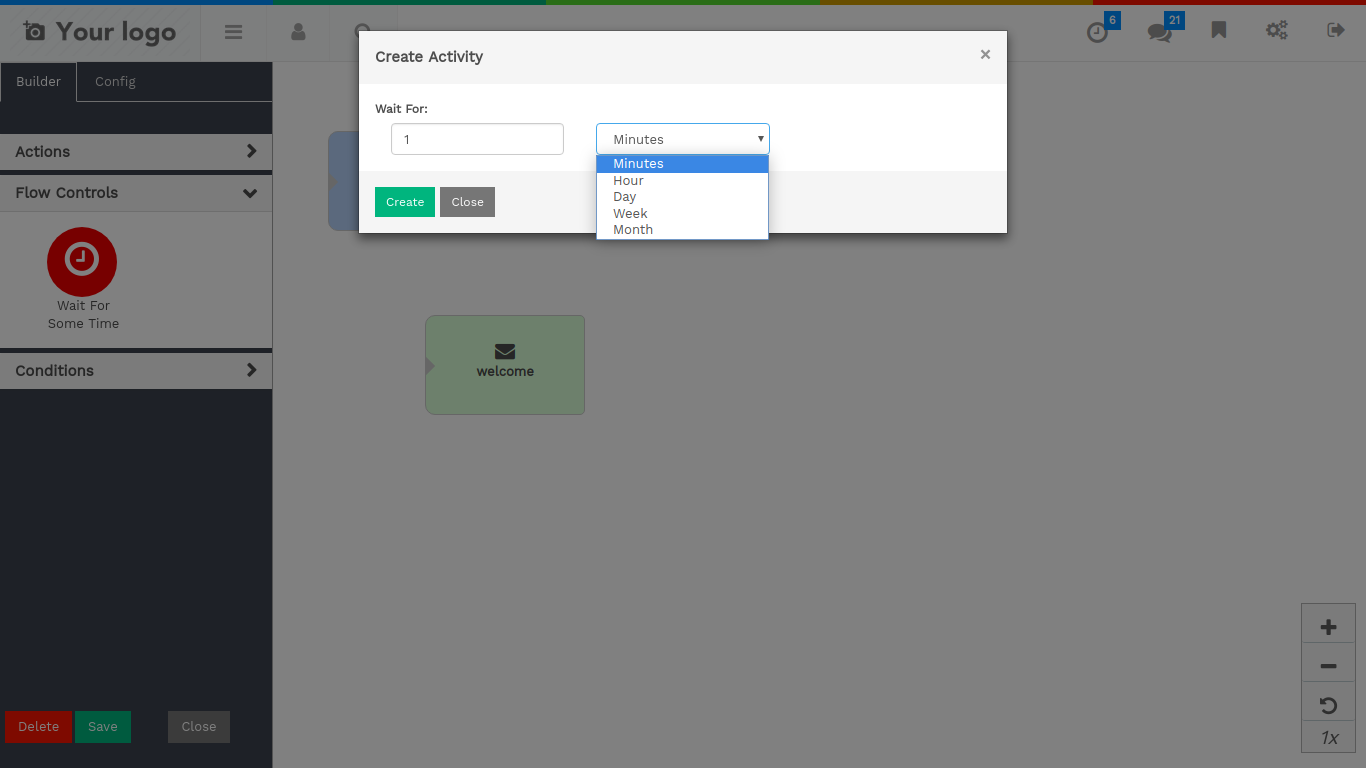 Your logo
6
21
Create Activity
×
Builder
Config
Wait For:
1
Minutes
Minutes
Hour
Day
Week
Month
Create
Close
Actions
Flow Controls
Wait For
Some Time
Conditions
welcome
Delete
Save
Close
1x